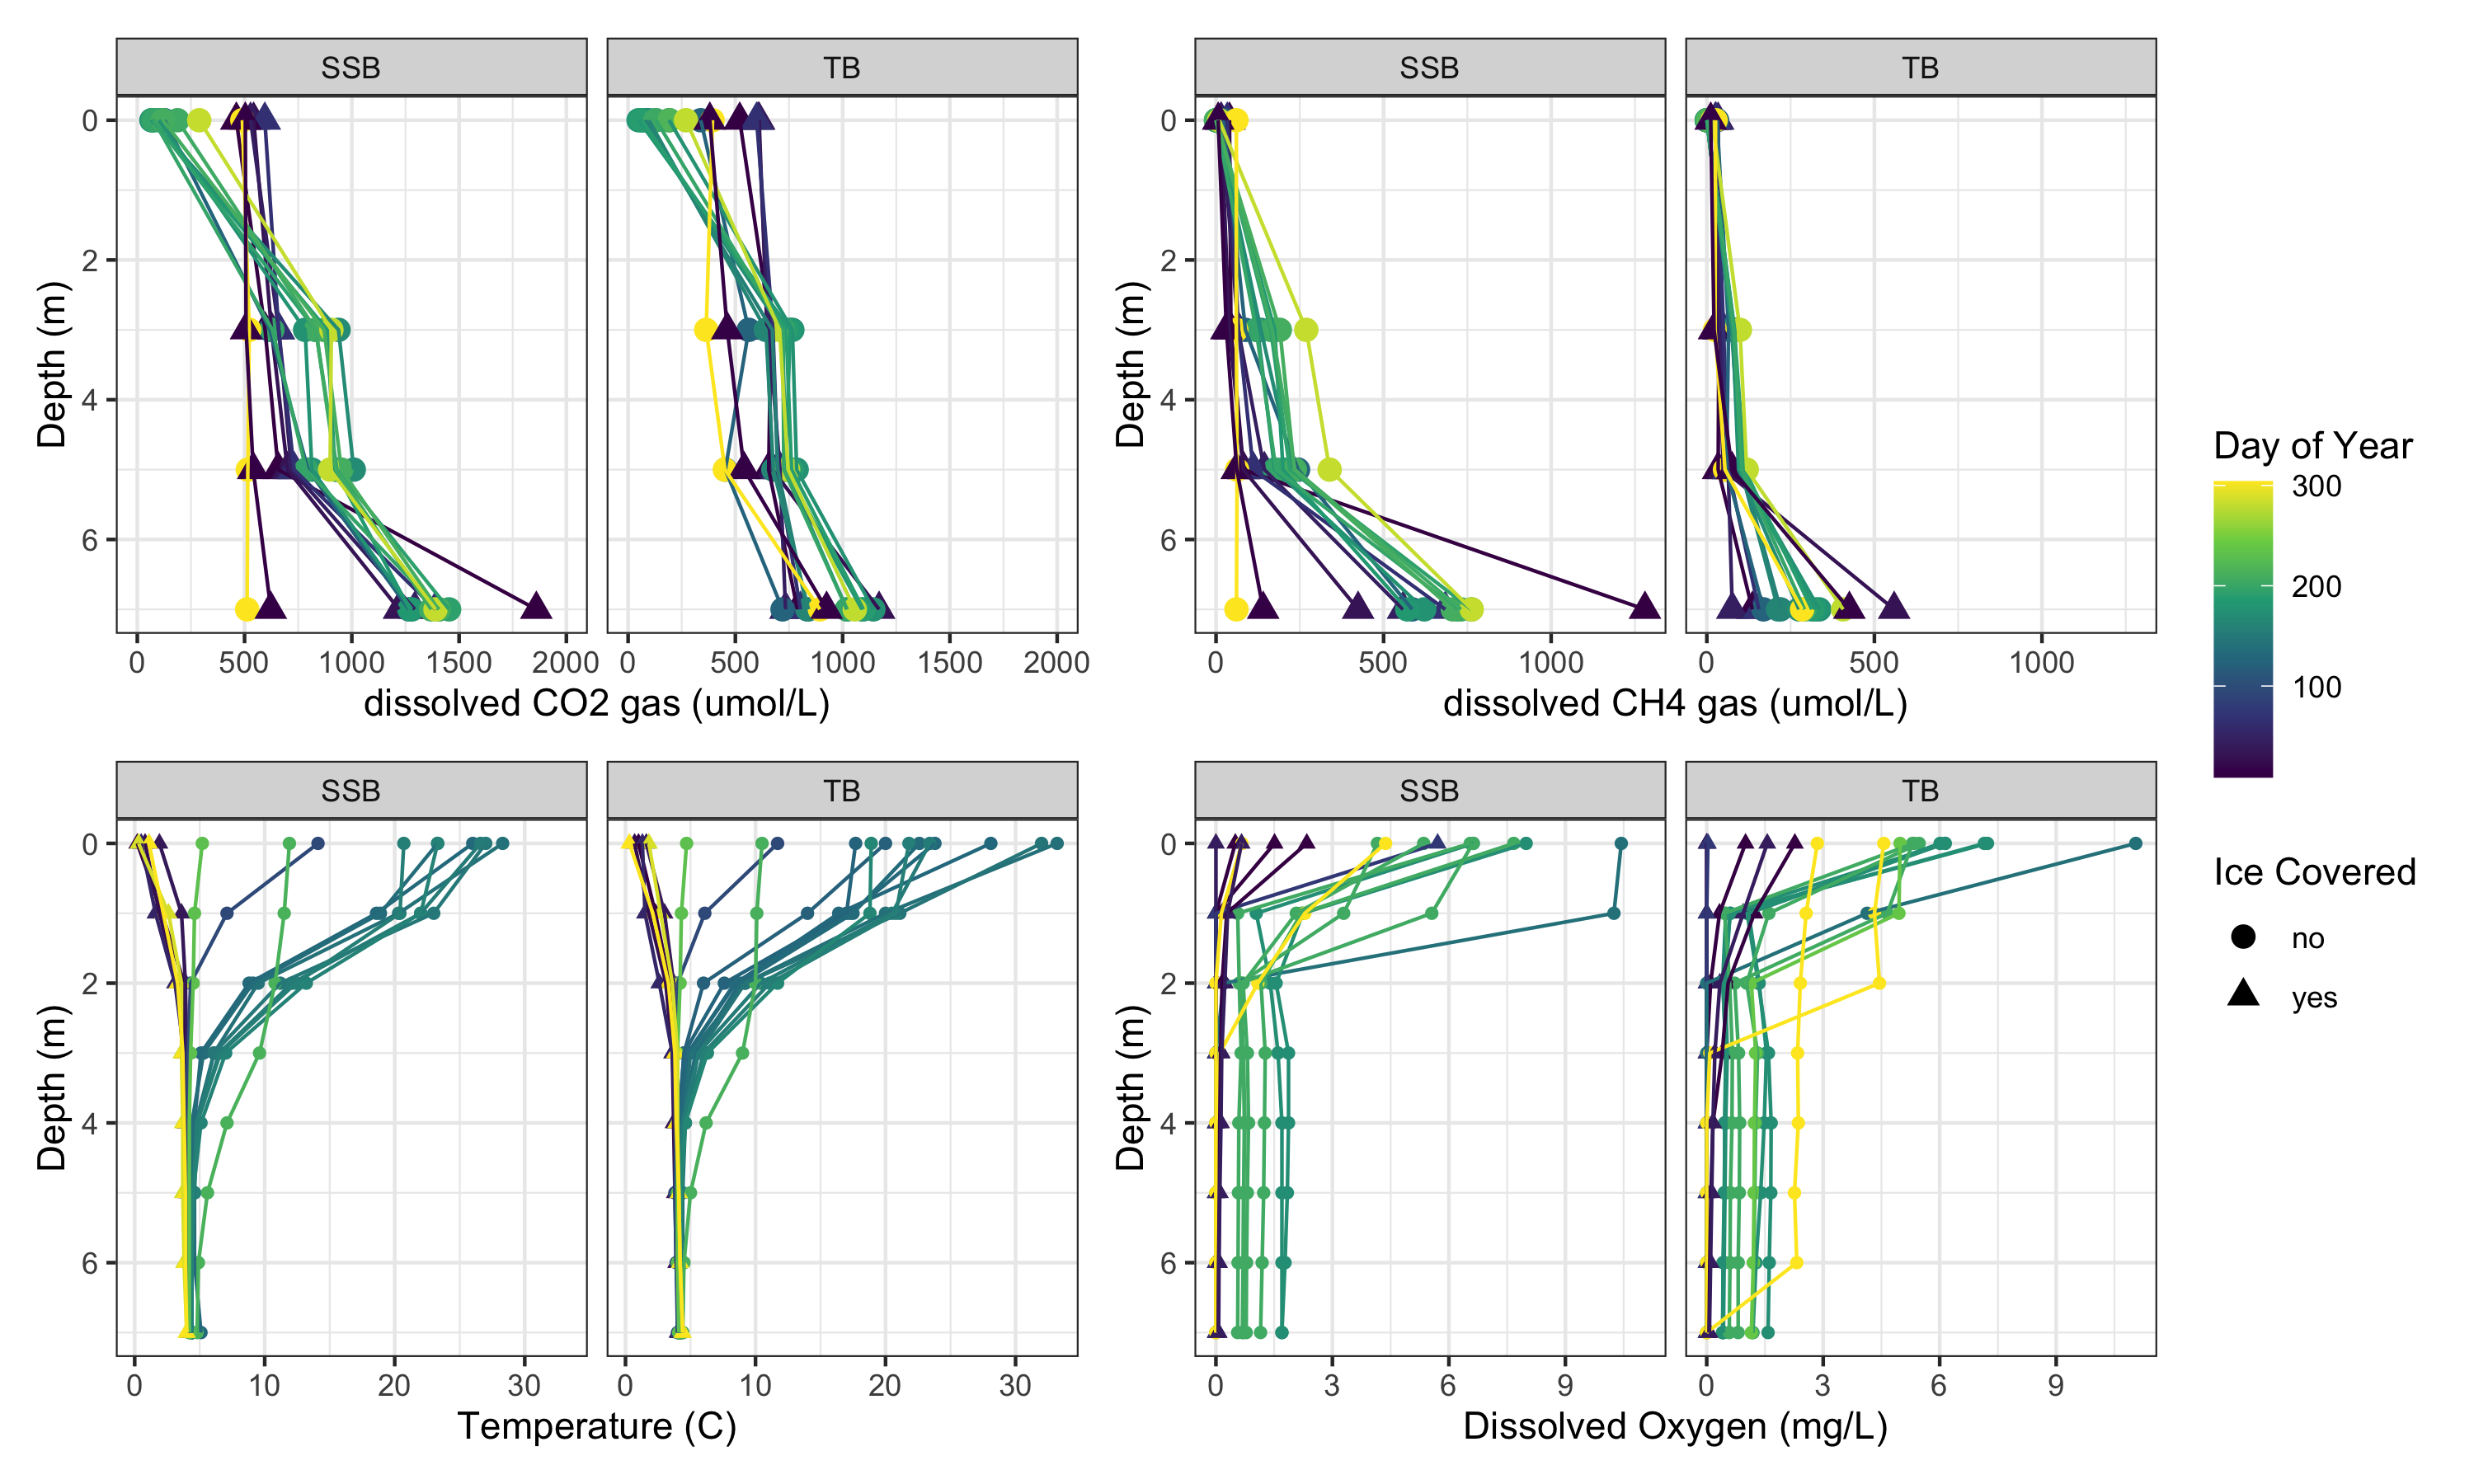 SSB
TB
0
2
4
6
Depth (m)
0
500
1000
1500
2000
0
500
1000
1500
2000
dissolved CO2 gas (umol/L)
SSB
TB
0
2
4
6
Depth (m)
0
500
1000
0
500
1000
dissolved CH4 gas (umol/L)
Day of Year
300
200
100
Ice Covered
no
yes
SSB
TB
0
2
4
6
Depth (m)
0
10
20
30
0
10
20
30
Temperature (C)
SSB
TB
0
2
4
6
Depth (m)
0
3
6
9
0
3
6
9
Dissolved Oxygen (mg/L)